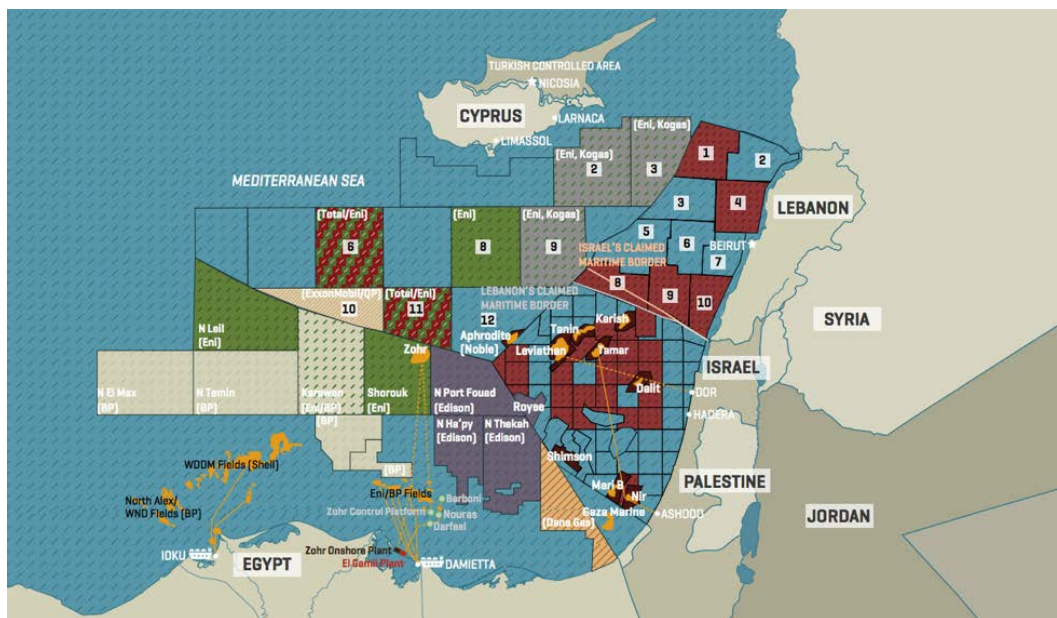 TURKISH CONTROLLED AREA
NICOSIA
CYPRUS
LARNACA
LIMASSOL
(Eni, Kogas)
(Eni, Kogas)
2
3
1
2
MEDITERRANEAN SEA
3
4
LEBANON
(Total/Eni)
(Eni)
(Eni, Kogas)
5
6
8
9
6
BEIRUT
7
ISRAEL'S CLAIMED
MARITIME BORDER
8
9
10
LEBANON'S CLAIMED
MARITIME BORDER
(ExxonMobil/QP)
(Total/Eni)
10
11
12
SYRIA
N Leil
(Eni)
Aphrodite
(Noble)
Tanin
Karish
Zohr
Leviathan
Tamar
ISRAEL
Dalit
DOR
N El Max
(BP)
N Tamin
(BP)
Karawan
(Eni/BP)
Shorouk
(Eni)
N Port Fouad
(Edison)
Royee
HADERA
(BP)
N Ha'py
(Edison)
N Thekah
(Edison)
Shimson
WDDM Fields (Shell)
(BP)
PALESTINE
Mari B
Nir
Eni/BP Fields
Barboni
North Alex/
WND Fields (BP)
Zohr Control Platform
Nouras
Gaza Marine
ASHDOD
JORDAN
Darfeel
(Dana Gas)
IDKU
EGYPT
Zohr Onshore Plant
El Gamil Plant
DAMIETTA